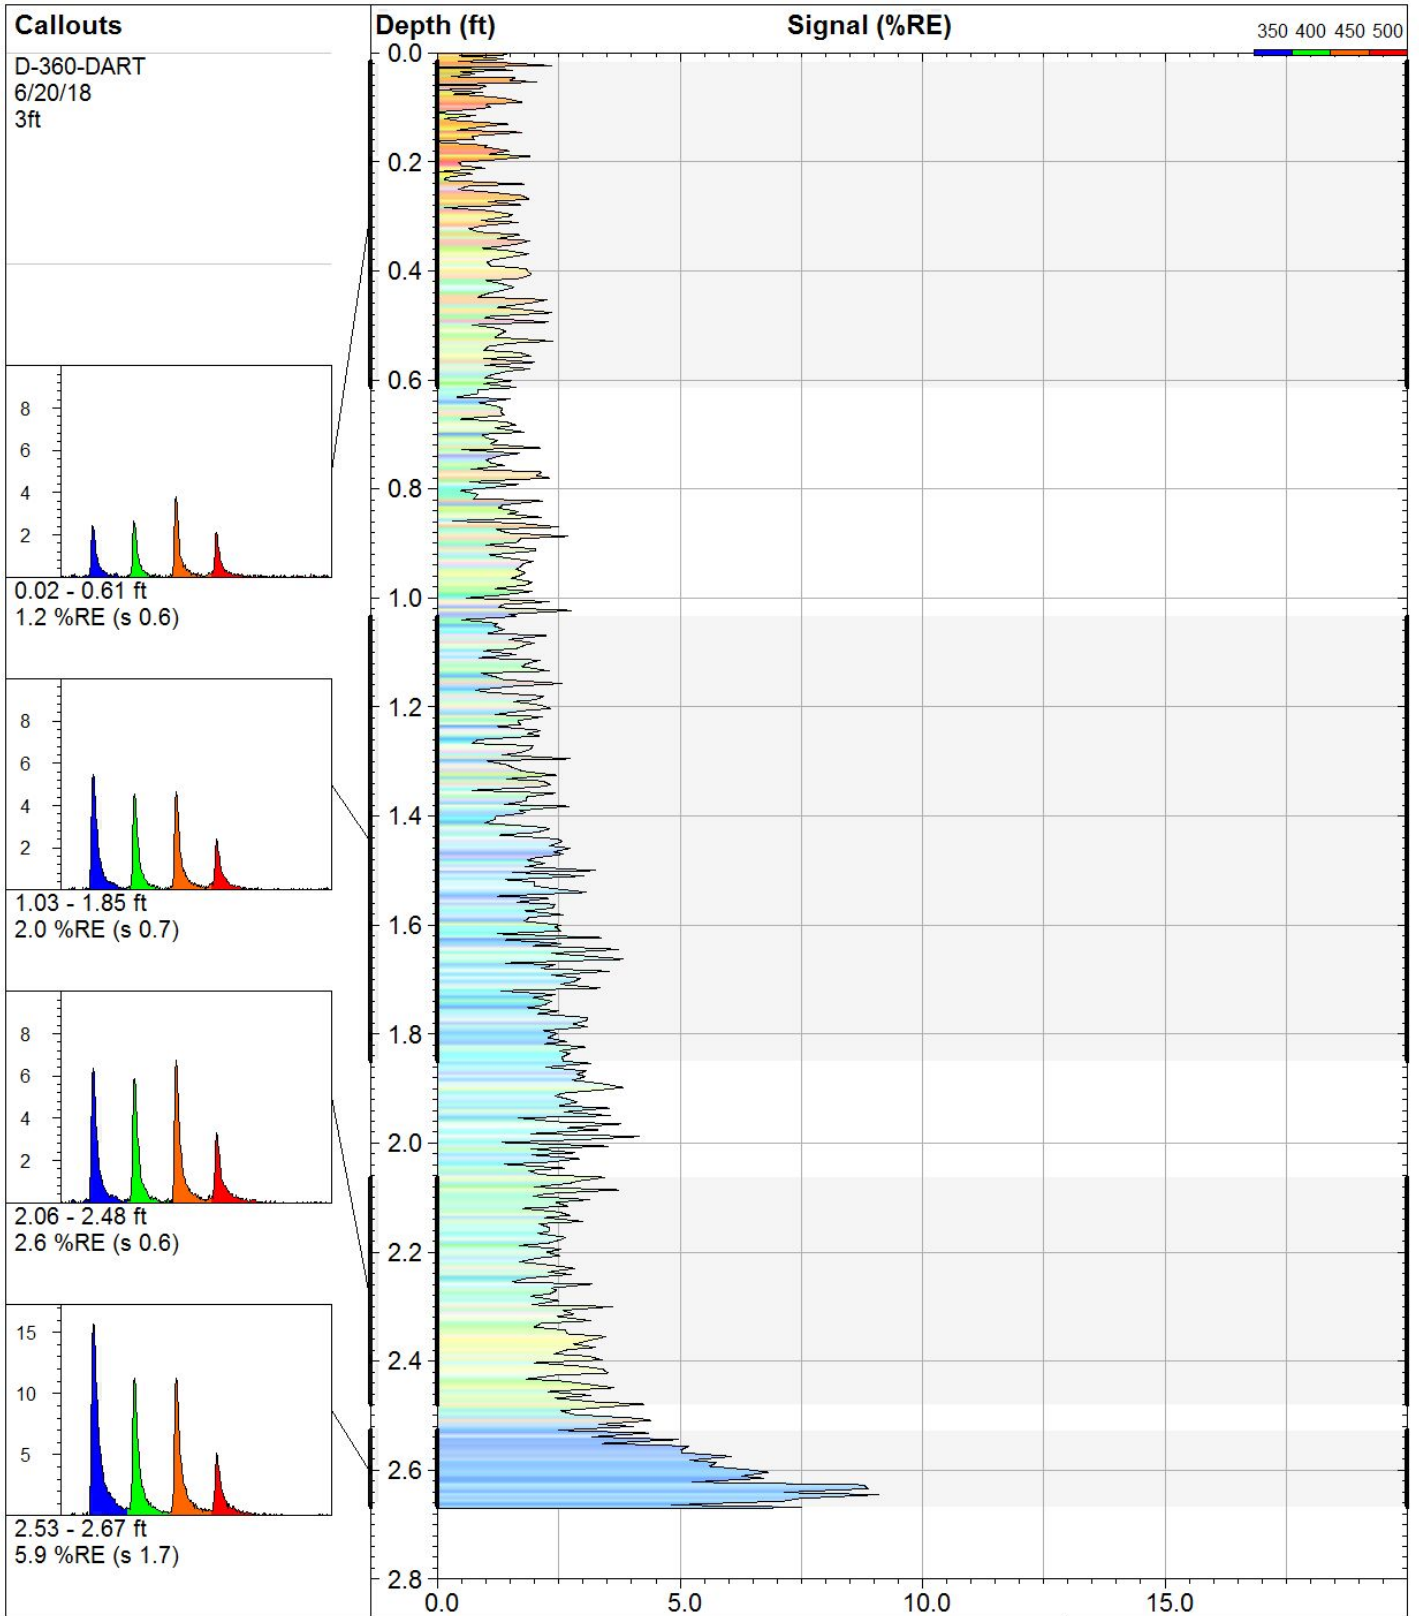 Callouts
D-360-DART
6/20/18
3ft
8
6
4
2
0.02 - 0.61 ft
1.2 %RE (s 0.6)
8
6
4
2
1.03 - 1.85 ft
2.0 %RE (s 0.7)
8
6
4
2
2.06 - 2.48 ft
2.6 %RE (s 0.6)
15
10
5
2.53 - 2.67 ft
5.9 %RE (s 1.7)
Depth (ft)
Signal (%RE)
350 400 450 500
0.0
0.2
0.4
0.6
0.8
1.0
1.2
1.4
1.6
1.8
2.0
2.2
2.4
2.6
2.8
0.0 5.0 10.0 15.0